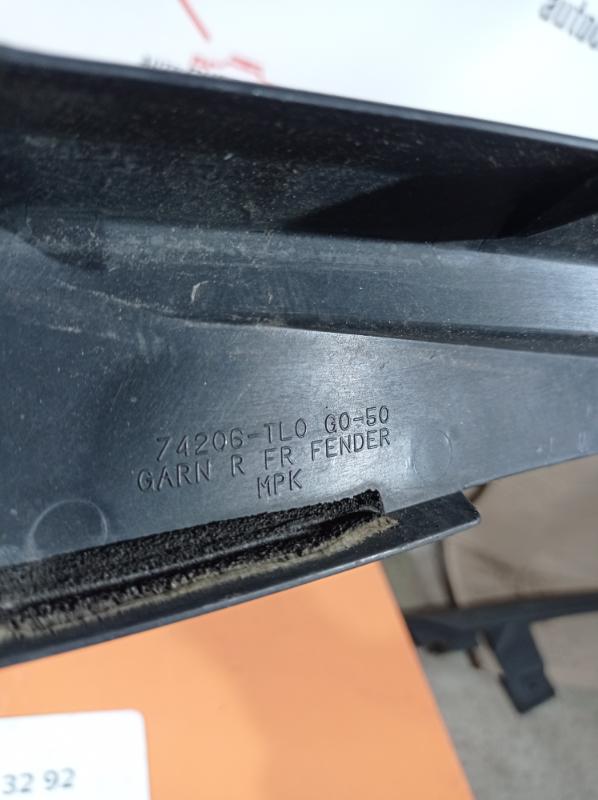 74206-TL0 G0-50
GARN R FR FENDER
MPK
32 92